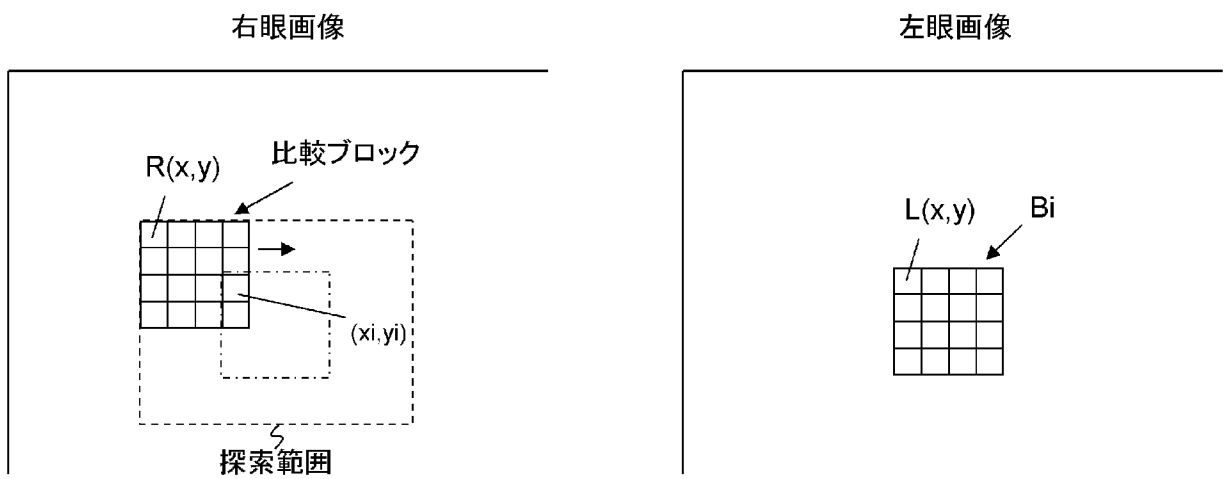 右眼画像
左眼画像
比較ブロック
R(x,y)
L(x,y)
Bi
(xi,yi)
探索範囲